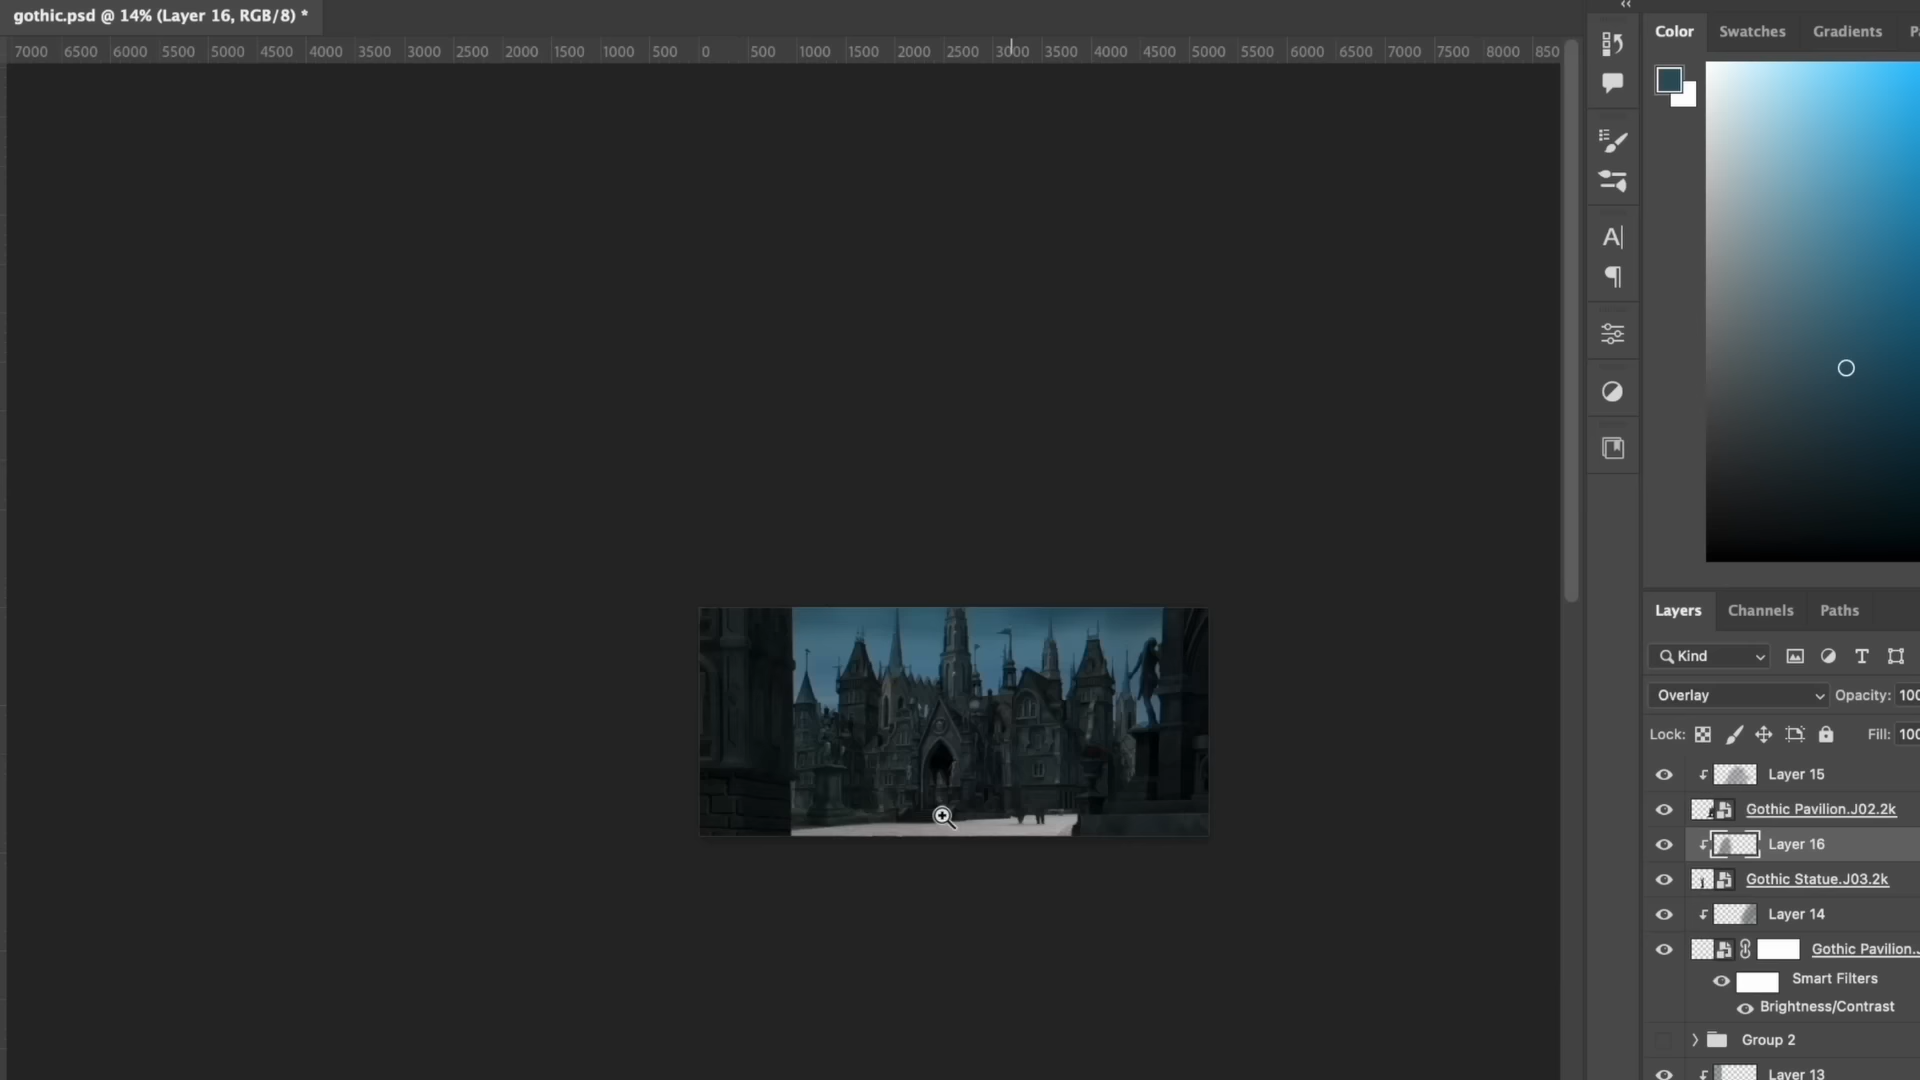 gothic.psd @ 14% (Layer 16, RGB/8) *
7000 6500 6000 5500 5000 4500 4000 3500 3000 2500 2000 1500 1000 500 0 500 1000 1500 2000 2500 3000 3500 4000 4500 5000 5500 6000 6500 7000 7500 8000 850
Color Swatches Gradients
A|
Layers Channels Paths
Kind
Overlay Opacity: 100
Lock: Fill: 100
Layer 15
Gothic Pavilion.J02.2k
Layer 16
Gothic Statue.J03.2k
Layer 14
Gothic Pavilion.
Smart Filters
Brightness/Contrast
Group 2
Layer 13